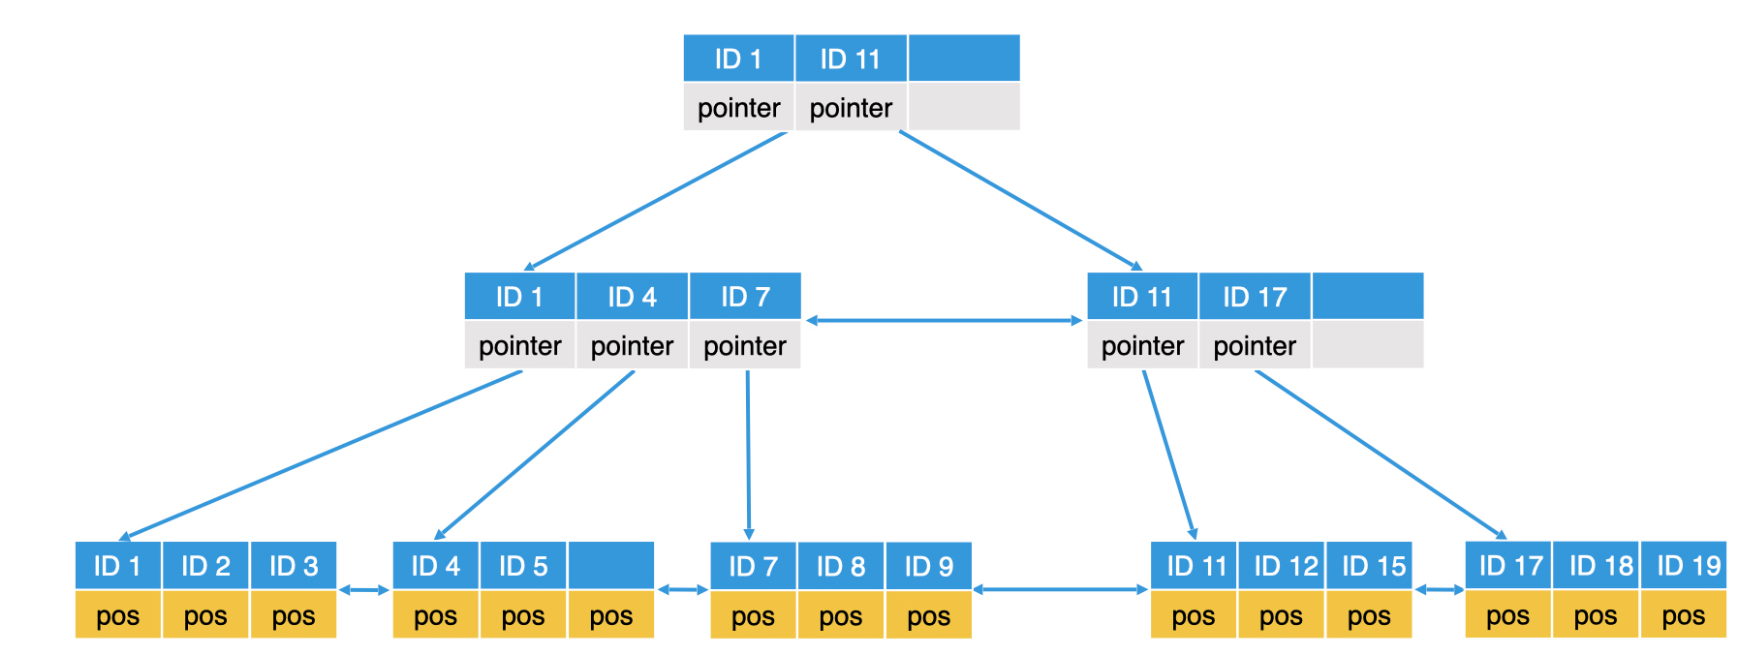 ID 1 ID 11
pointer pointer
ID 1 ID 4 ID 7 ID 11 ID 17
pointer pointer pointer pointer pointer
ID 1 ID 2 ID 3 ID 4 ID 5 ID 7 ID 8 ID 9 ID 11 ID 12 ID 15 ID 17 ID 18 ID 19
pos pos pos pos pos pos pos pos pos pos pos pos pos pos pos